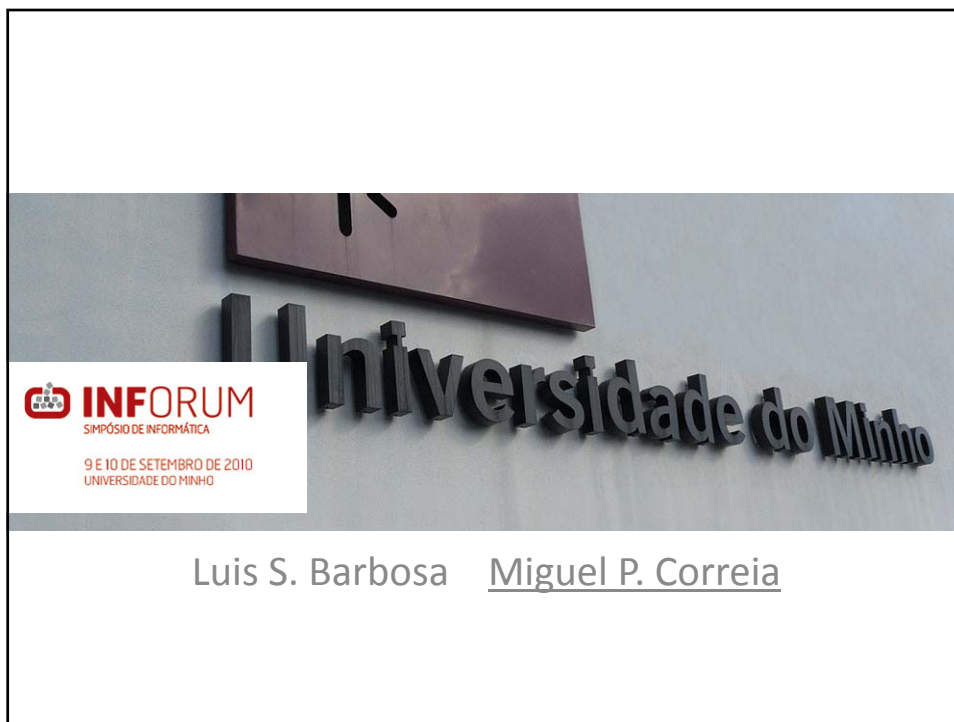 Universidade do Minho
INFORUM
SIMPÓSIO DE INFORMÁTICA
9 E 10 DE SETEMBRO DE 2010
UNIVERSIDADE DO MINHO
Luis S. Barbosa Miguel P. Correia